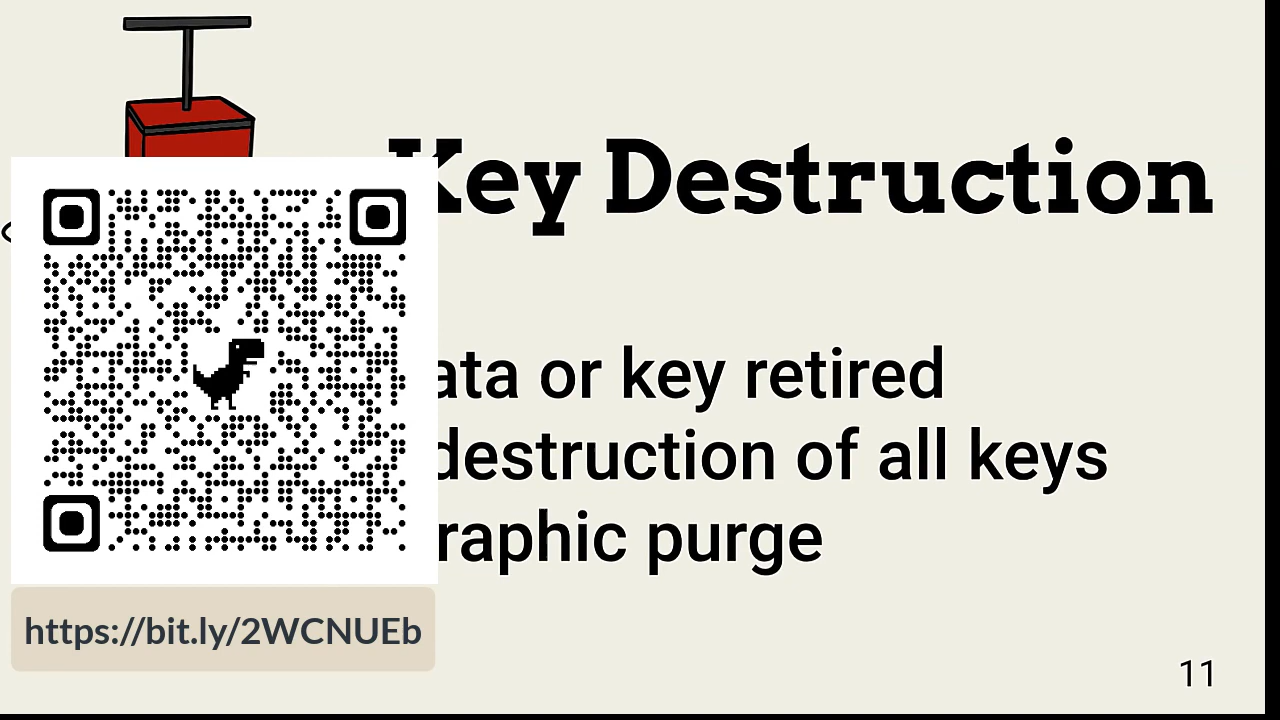 Key Destruction
ata or key retired
destruction of all keys
raphic purge
https://bit.ly/2WCNUEb
11